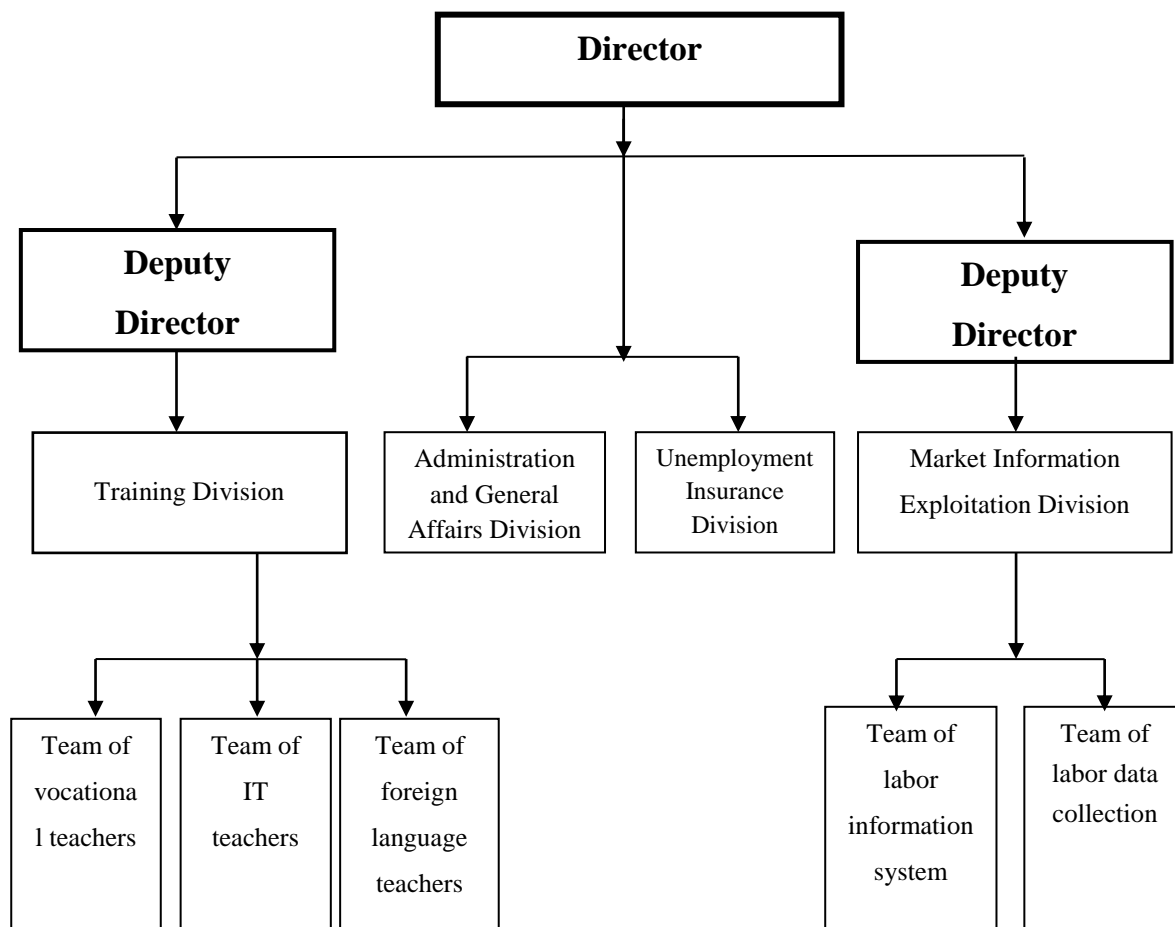 Director
Deputy
Director
Deputy
Director
Training Division
Administration
and General
Affairs Division
Unemployment
Insurance
Division
Market Information
Exploitation Division
Team of
vocationa
l teachers
Team of
IT
teachers
Team of
foreign
language
teachers
Team of
labor
information
system
Team of
labor data
collection